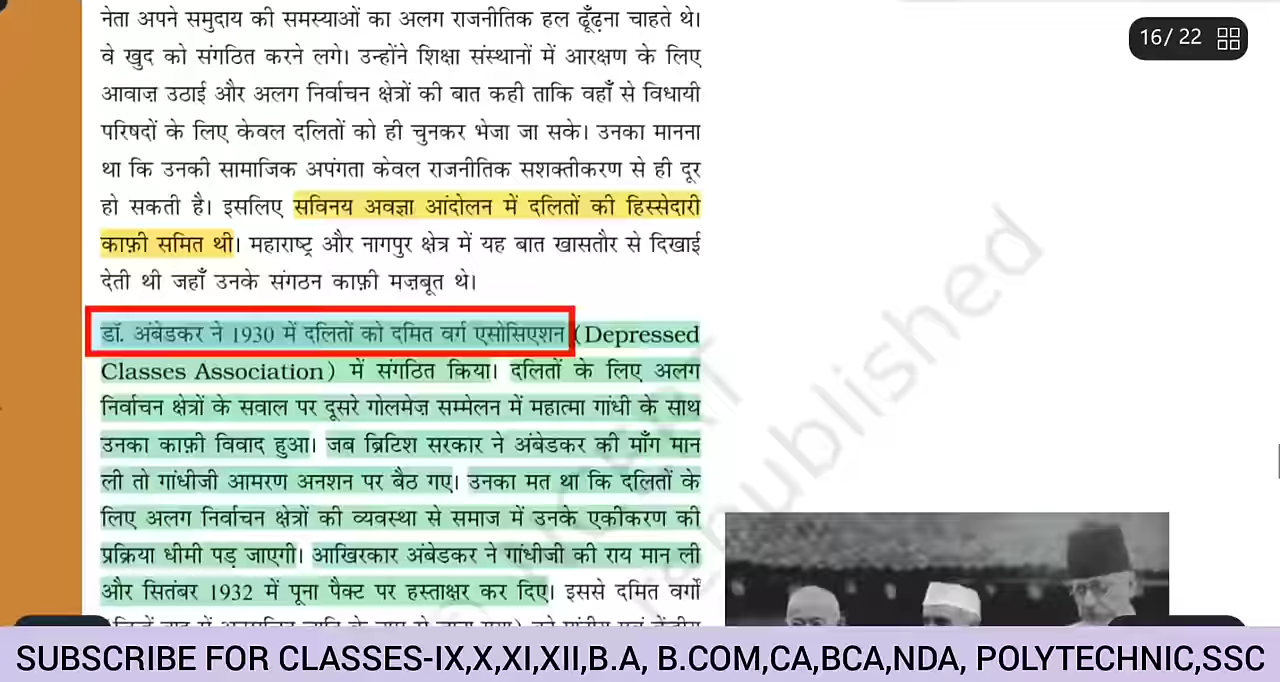 नेता अपने समुदाय की समस्याओं का अलग राजनीतिक हल ढूँढ़ना चाहते थे।
16/ 22
वे खुद को संगठित करने लगे। उन्होंने शिक्षा संस्थानों में आरक्षण के लिए
आवाज़ उठाई और अलग निर्वाचन क्षेत्रों की बात कही ताकि वहाँ से विधायी
परिषदों के लिए केवल दलितों को ही चुनकर भेजा जा सके। उनका मानना
था कि उनकी सामाजिक अपंगता केवल राजनीतिक सशक्तीकरण से ही दूर
हो सकती है। इसलिए सविनय अवज्ञा आंदोलन में दलितों की हिस्सेदारी
काफ़ी समित थी। महाराष्ट्र और नागपुर क्षेत्र में यह बात खासतौर से दिखाई
देती थी जहाँ उनके संगठन काफ़ी मज़बूत थे।
डॉ. अंबेडकर ने 1930 में दलितों को दमित वर्ग एसोसिएशन (Depressed
Classes Association) में संगठित किया। दलितों के लिए अलग
निर्वाचन क्षेत्रों के सवाल पर दूसरे गोलमेज़ सम्मेलन में महात्मा गांधी के साथ
उनका काफ़ी विवाद हुआ। जब ब्रिटिश सरकार ने अंबेडकर की माँग मान
ली तो गांधीजी आमरण अनशन पर बैठ गए। उनका मत था कि दलितों के
लिए अलग निर्वाचन क्षेत्रों की व्यवस्था से समाज में उनके एकीकरण की
प्रक्रिया धीमी पड़ जाएगी। आखिरकार अंबेडकर ने गांधीजी की राय मान ली
और सितंबर 1932 में पूना पैक्ट पर हस्ताक्षर कर दिए। इससे दमित वर्गों
republished
SUBSCRIBE FOR CLASSES-IX,X,XI,XII,B.A, B.COM,CA,BCA,NDA, POLYTECHNIC,SSC